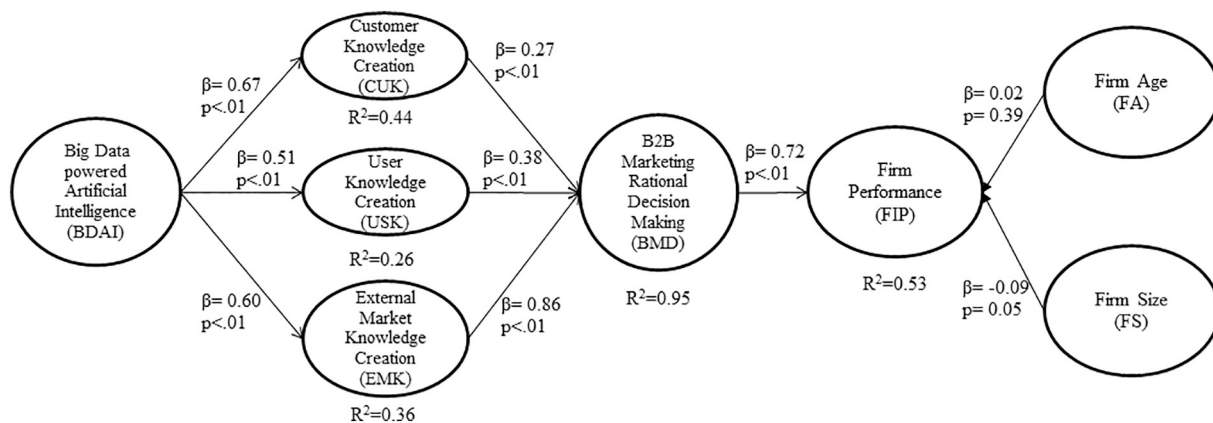 Big Data
powered
Artificial
Intelligence
(BDAI)
β= 0.67
p<.01
β= 0.51
p<.01
β= 0.60
p<.01
Customer
Knowledge
Creation
(CUK)
R²=0.44
User
Knowledge
Creation
(USK)
R²=0.26
External
Market
Knowledge
Creation
(EMK)
R²=0.36
β= 0.27
p<.01
β= 0.38
p<.01
β= 0.86
p<.01
B2B
Marketing
Rational
Decision
Making
(BMD)
R²=0.95
β= 0.72
p<.01
Firm
Performance
(FIP)
R²=0.53
β= 0.02
p= 0.39
β= -0.09
p= 0.05
Firm Age
(FA)
Firm Size
(FS)